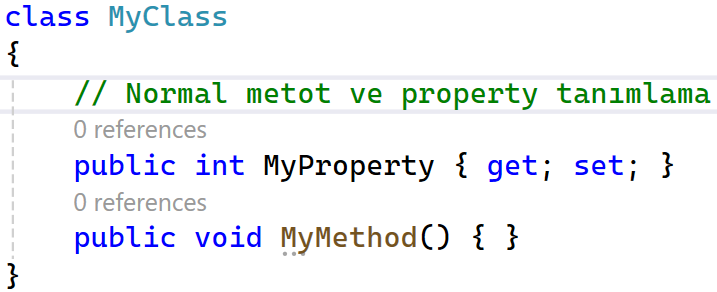 class MyClass
{
// Normal metot ve property tanımlama
0 references
public int MyProperty { get; set; }
0 references
public void MyMethod() { }
}